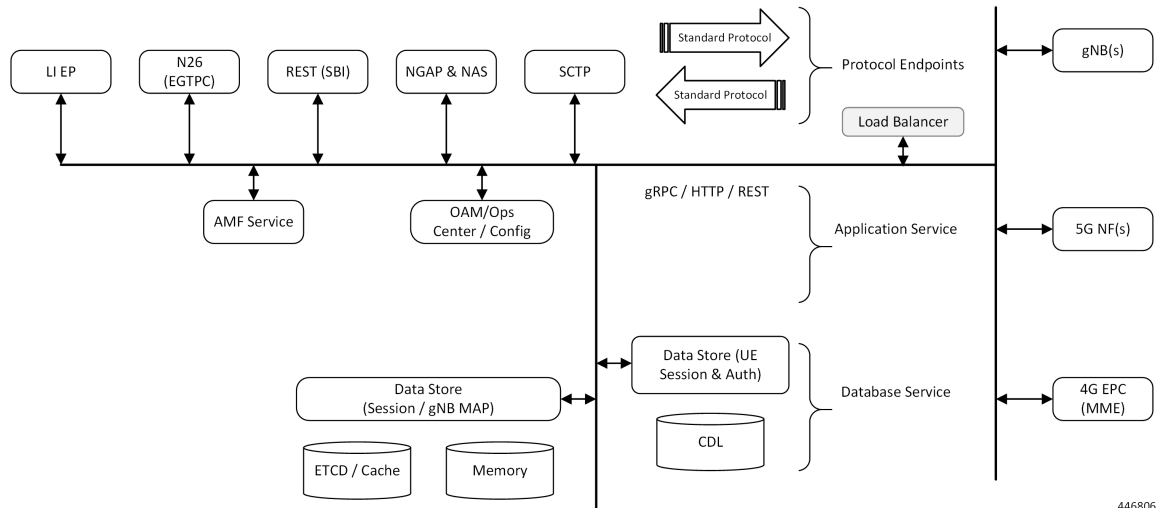 Standard Protocol
gNB(s)
LI EP
N26
(EGTPC)
REST (SBI)
NGAP & NAS
SCTP
Protocol Endpoints
Standard Protocol
Load Balancer
gRPC / HTTP / REST
AMF Service
OAM/Ops
Center / Config
Application Service
5G NF(s)
Data Store (UE
Session & Auth)
Data Store
(Session / gNB MAP)
Database Service
4G EPC
(MME)
CDL
ETCD / Cache
Memory
446806